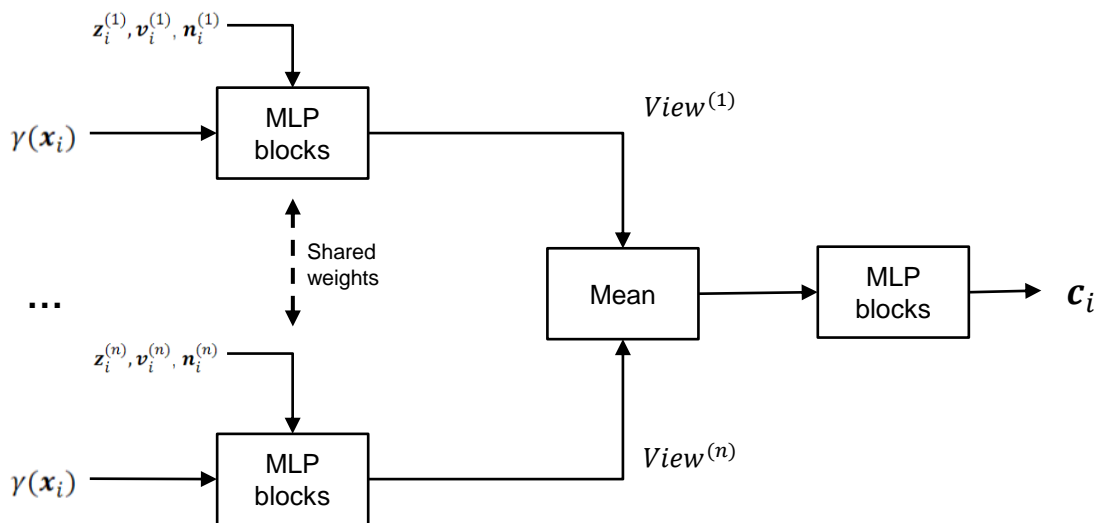 z_i^{(1)}, v_i^{(1)}, n_i^{(1)}
View^{(1)}
γ(x_i)
MLP
blocks
Shared
weights
...
Mean
MLP
blocks
c_i
z_i^{(n)}, v_i^{(n)}, n_i^{(n)}
View^{(n)}
γ(x_i)
MLP
blocks